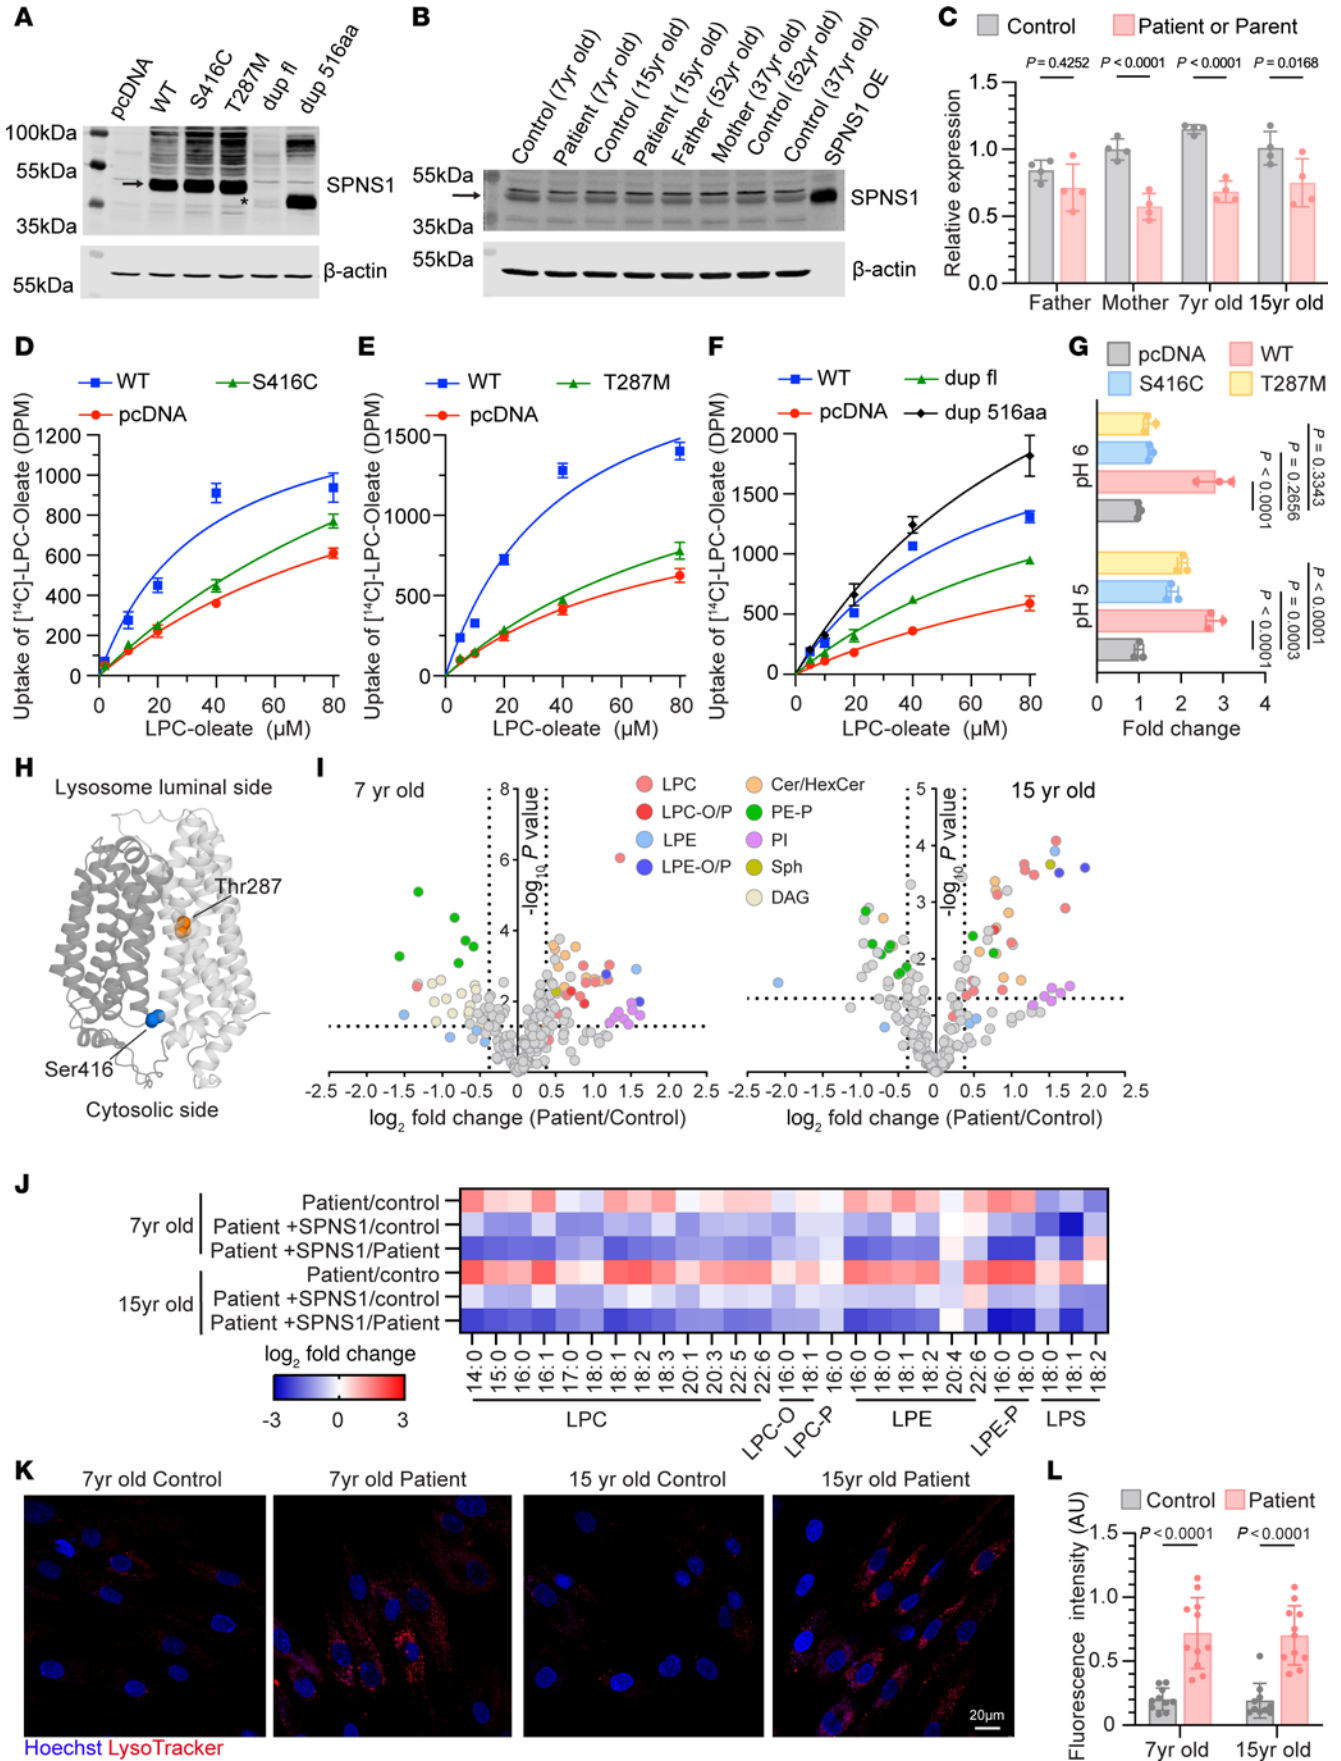 A
pcDNA
WT
S416C
T287M
dup fl
dup 516aa
100kDa
55kDa
35kDa
55kDa
SPNS1
*
β-actin
B
Control (7yr old)
Patient (7yr old)
Control (15yr old)
Patient (15yr old)
Father (52yr old)
Mother (37yr old)
Control (52yr old)
Control (37yr old)
SPNS1 OE
55kDa
35kDa
55kDa
SPNS1
β-actin
C
Control
Patient or Parent
P = 0.4252 P < 0.0001 P < 0.0001 P = 0.0168
Relative expression
1.5
1.0
0.5
0.0
Father Mother 7yr old 15yr old
D
WT
S416C
pcDNA
Uptake of [¹⁴C]-LPC-Oleate (DPM)
1200
1000
800
600
400
200
0
0 20 40 60 80
LPC-oleate (µM)
E
WT
T287M
pcDNA
Uptake of [¹⁴C]-LPC-Oleate (DPM)
1500
1000
500
0
0 20 40 60 80
LPC-oleate (µM)
F
WT
dup fl
pcDNA
dup 516aa
Uptake of [¹⁴C]-LPC-Oleate (DPM)
2000
1500
1000
500
0
0 20 40 60 80
LPC-oleate (µM)
G
pcDNA
WT
S416C
T287M
pH 6
pH 5
P = 0.3343
P = 0.2656
P < 0.0001
P < 0.0001
P = 0.0003
P < 0.0001
0 1 2 3 4
Fold change
H
Lysosome luminal side
Thr287
Ser416
Cytosolic side
I
7 yr old
8
6
4
2
0
-log₁₀ P value
-2.5 -2.0 -1.5 -1.0 -0.5 0 0.5 1.0 1.5 2.0 2.5
log₂ fold change (Patient/Control)
LPC
LPC-O/P
LPE
LPE-O/P
Cer/HexCer
PE-P
PI
Sph
DAG
15 yr old
5
4
3
2
1
0
-log₁₀ P value
-2.5 -2.0 -1.5 -1.0 -0.5 0 0.5 1.0 1.5 2.0 2.5
log₂ fold change (Patient/Control)
J
7yr old
Patient/control
Patient +SPNS1/control
Patient +SPNS1/Patient
15yr old
Patient/contro
Patient +SPNS1/control
Patient +SPNS1/Patient
log₂ fold change
-3 0 3
14:0 15:0 16:0 16:1 17:0 18:0 18:1 18:2 18:3 20:1 20:3 22:5 22:6 16:0 18:1 16:0 16:0 18:0 18:1 18:2 20:4 22:6 16:0 18:0 18:0 18:1 18:2
LPC
LPC-O
LPC-P
LPE
LPE-P
LPS
K
7yr old Control
7yr old Patient
15 yr old Control
15yr old Patient
20µm
Hoechst LysoTracker
L
Control
Patient
P < 0.0001 P < 0.0001
Fluorescence intensity (AU)
1.5
1.0
0.5
0
7yr old 15yr old